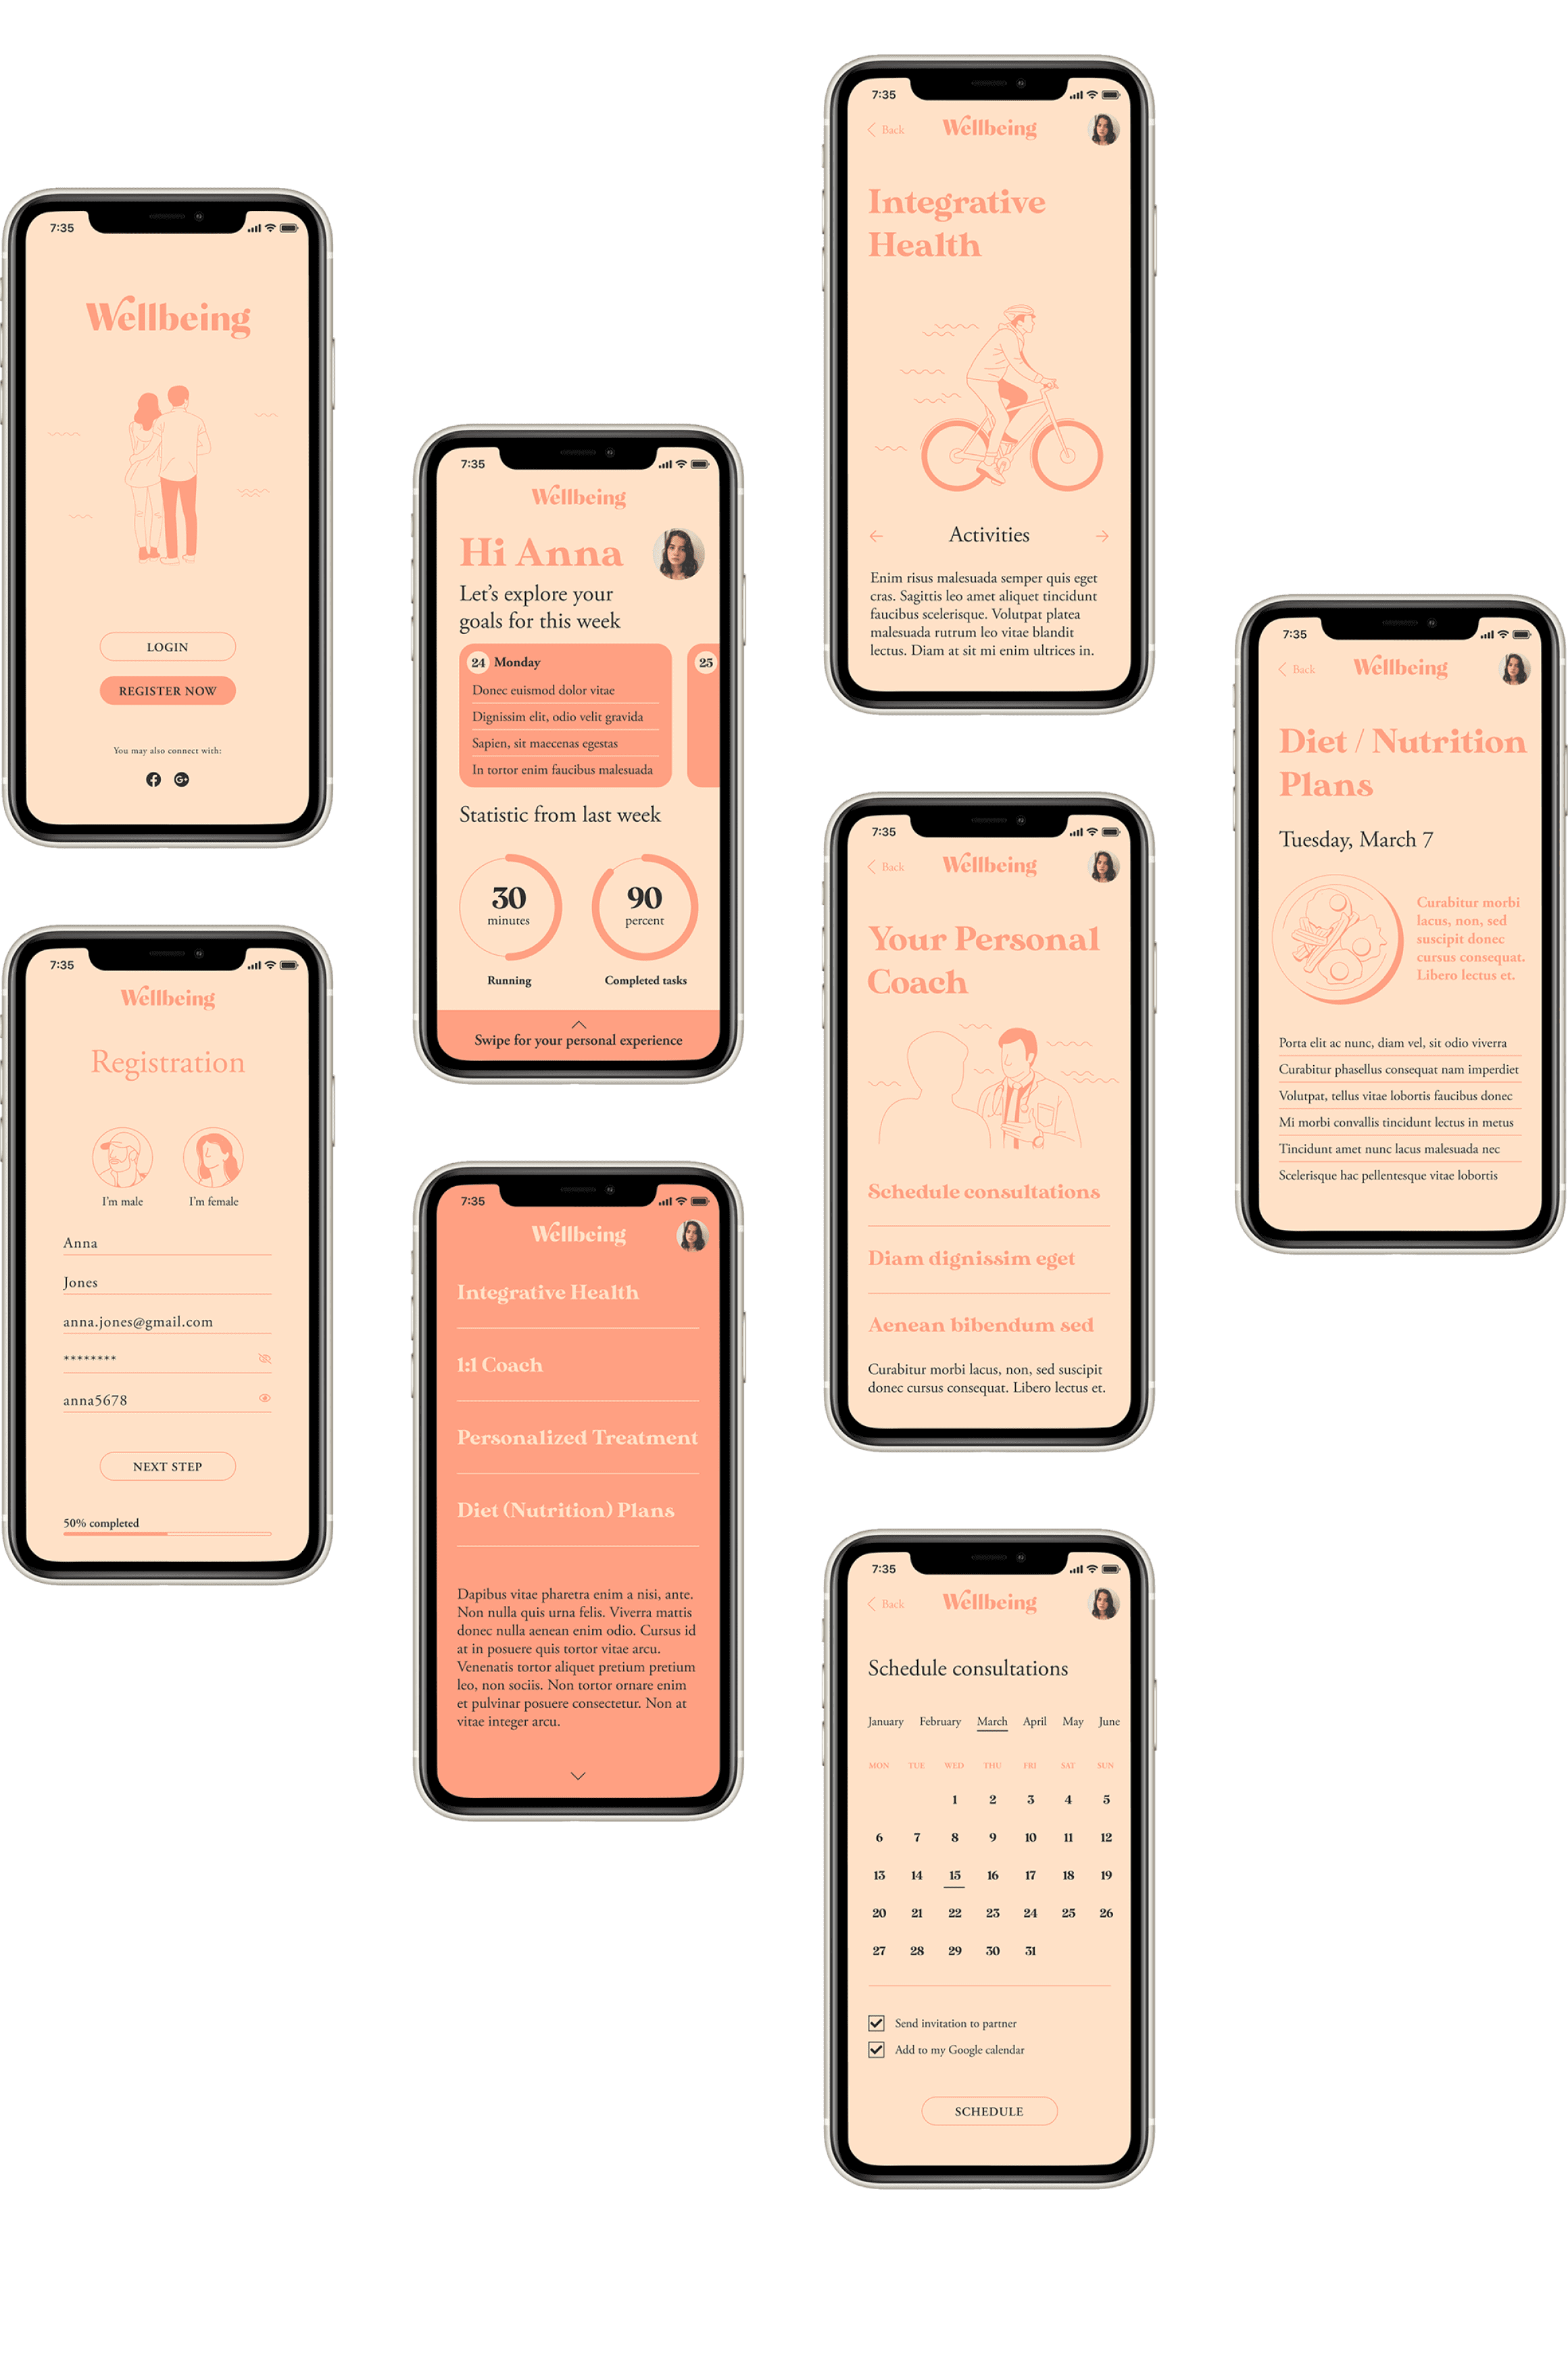 7:35
Wellbeing
LOGIN
REGISTER NOW
You may also connect with:
G+
7:35
Wellbeing
Registration
I'm male
I'm female
Anna
Jones
anna.jones@gmail.com
********
anna5678
NEXT STEP
50% completed
7:35
Wellbeing
Hi Anna
Let's explore your
goals for this week
24 Monday
25
Donec euismod dolor vitae
Dignissim elit, odio velit gravida
Sapien, sit maecenas egestas
In tortor enim faucibus malesuada
Statistic from last week
30
minutes
Running
90
percent
Completed tasks
Swipe for your personal experience
7:35
Wellbeing
Integrative Health
1:1 Coach
Personalized Treatment
Diet (Nutrition) Plans
Dapibus vitae pharetra enim a nisi, ante.
Non nulla quis urna felis. Viverra mattis
donec nulla aenean enim odio. Cursus id
at in posuere quis tortor vitae arcu.
Venenatis tortor aliquet pretium pretium
leo, non sociis. Non tortor ornare enim
et pulvinar posuere consectetur. Non at
vitae integer arcu.
7:35
Back
Wellbeing
Integrative
Health
Activities
Enim risus malesuada semper quis eget
cras. Sagittis leo amet aliquet tincidunt
faucibus scelerisque. Volutpat platea
malesuada rutrum leo vitae blandit
lectus. Diam at sit mi enim ultrices in.
7:35
Back
Wellbeing
Your Personal
Coach
Schedule consultations
Diam dignissim eget
Aenean bibendum sed
Curabitur morbi lacus, non, sed suscipit
donec cursus consequat. Libero lectus et.
7:35
Back
Wellbeing
Schedule consultations
January February March April May June
MON TUE WED THU FRI SAT SUN
1 2 3 4 5
6 7 8 9 10 11 12
13 14 15 16 17 18 19
20 21 22 23 24 25 26
27 28 29 30 31
Send invitation to partner
Add to my Google calendar
SCHEDULE
7:35
Back
Wellbeing
Diet / Nutrition
Plans
Tuesday, March 7
Curabitur morbi
lacus, non, sed
suscipit donec
cursus consequat.
Libero lectus et.
Porta elit ac nunc, diam vel, sit odio viverra
Curabitur phasellus consequat nam imperdiet
Volutpat, tellus vitae lobortis faucibus donec
Mi morbi convallis tincidunt lectus in metus
Tincidunt amet nunc lacus malesuada nec
Scelerisque hac pellentesque vitae lobortis